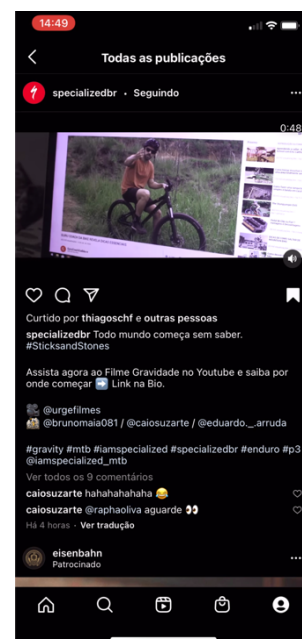 14:49
Todas as publicações
specializedbr • Seguindo
0:48
Curtido por thiagoschf e outras pessoas
specializedbr Todo mundo começa sem saber.
#SticksandStones
Assista agora ao Filme Gravidade no Youtube e saiba por
onde começar ➡️ Link na Bio.
🎥 @urgefilmes
@brunomaia081 / @caiosuzarte / @eduardo._.arruda
#gravity #mtb #iamspecialized #specializedbr #enduro #p3
@iamspecialized_mtb
Ver todos os 9 comentários
caiosuzarte hahahahahaha 😂
caiosuzarte @raphaoliva aguarde 👀
Há 4 horas • Ver tradução
eisenbahn
Patrocinado